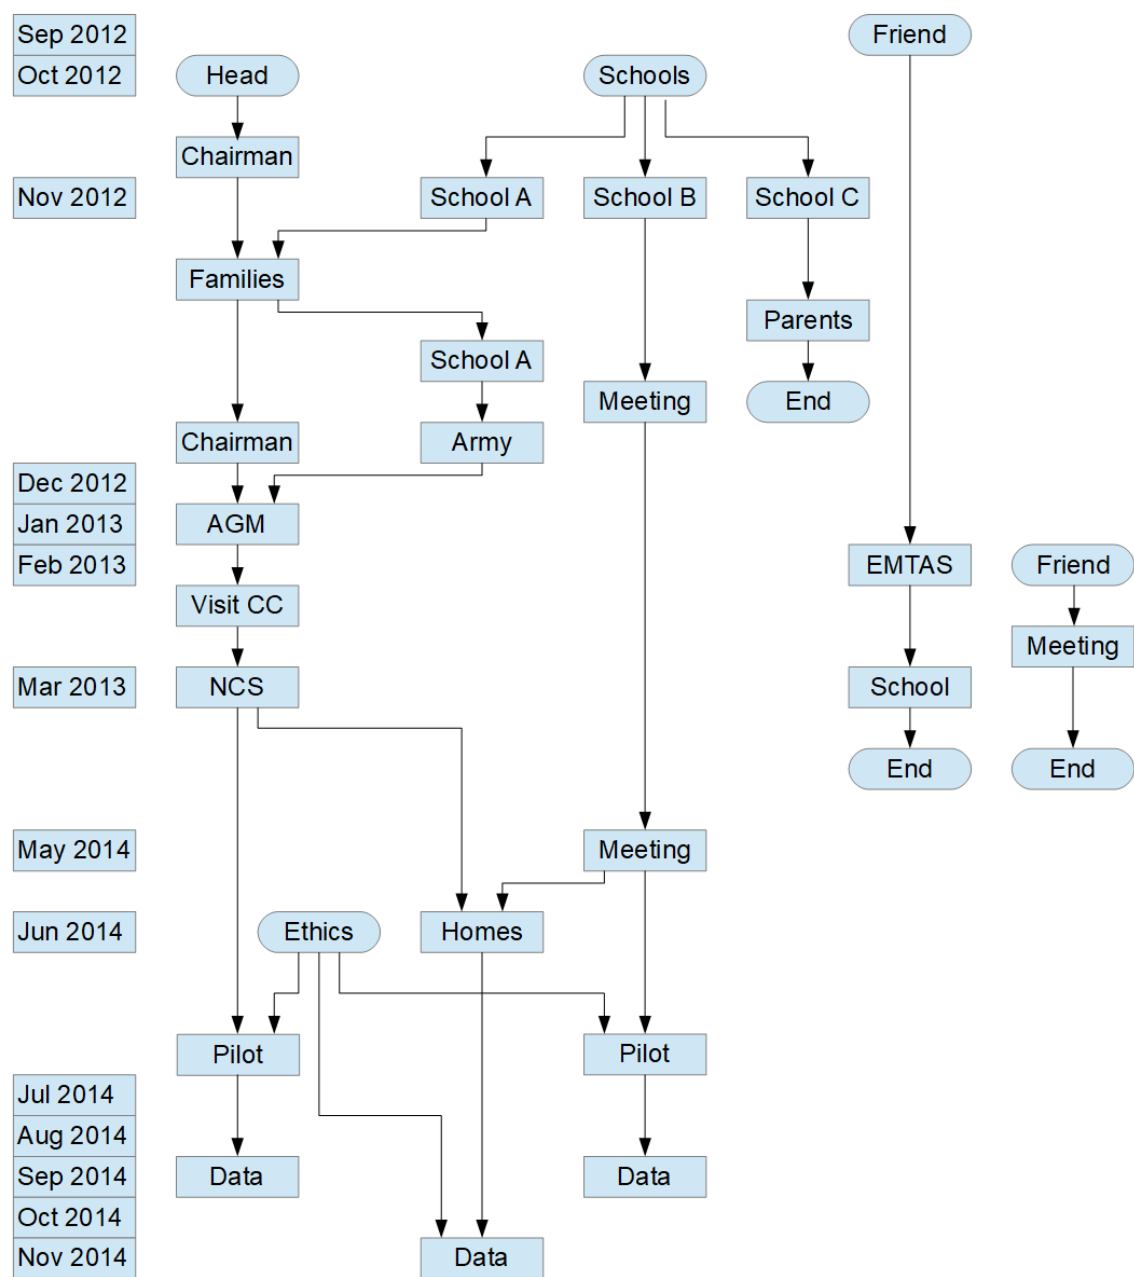 Sep 2012
Friend
Oct 2012
Head
Schools
Chairman
Nov 2012
School A
School B
School C
Families
Parents
School A
Meeting
End
Chairman
Army
Dec 2012
Jan 2013
AGM
Feb 2013
EMTAS
Friend
Visit CC
Meeting
Mar 2013
NCS
School
End
End
May 2014
Meeting
Jun 2014
Ethics
Homes
Pilot
Pilot
Jul 2014
Aug 2014
Sep 2014
Data
Data
Oct 2014
Nov 2014
Data